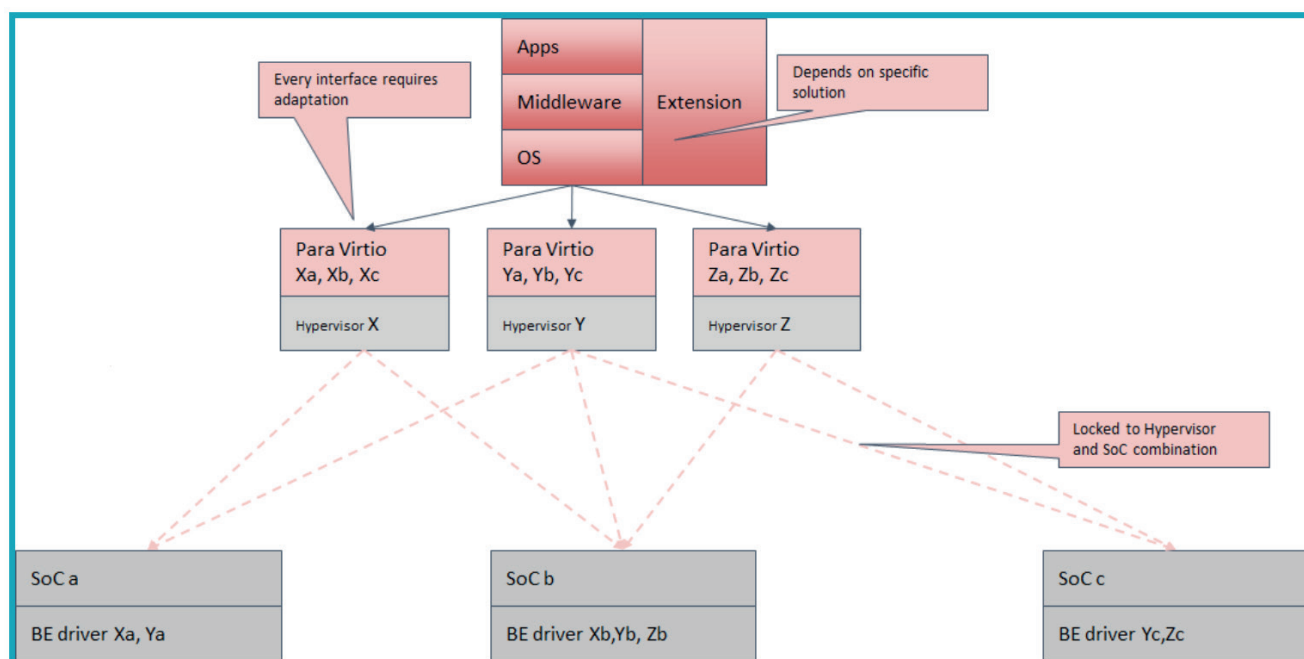 Apps
Middleware
OS
Extension
Every interface requires
adaptation
Depends on specific
solution
Para Virtio
Xa, Xb, Xc
Hypervisor X
Para Virtio
Ya, Yb, Yc
Hypervisor Y
Para Virtio
Za, Zb, Zc
Hypervisor Z
Locked to Hypervisor
and SoC combination
SoC a
BE driver Xa, Ya
SoC b
BE driver Xb,Yb, Zb
SoC c
BE driver Yc,Zc